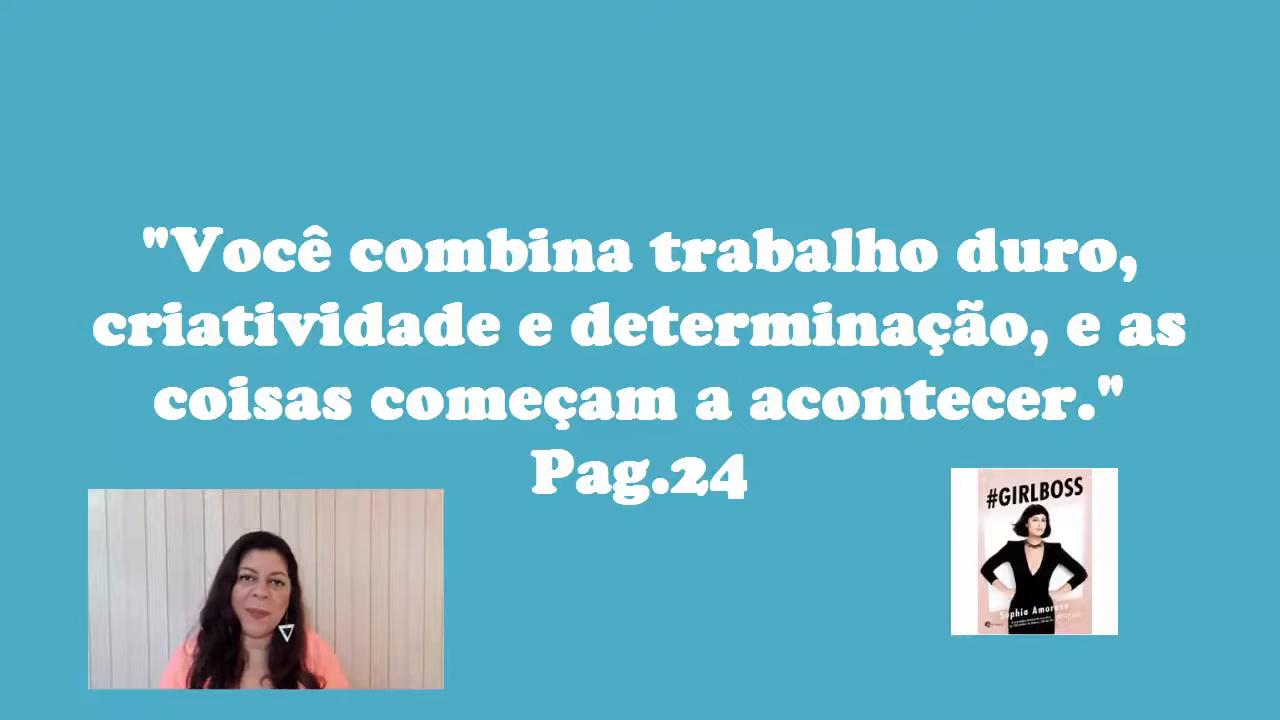 "Você combina trabalho duro,
criatividade e determinação, e as
coisas começam a acontecer."
Pag.24
#GIRLBOSS
Sophia Amoruso